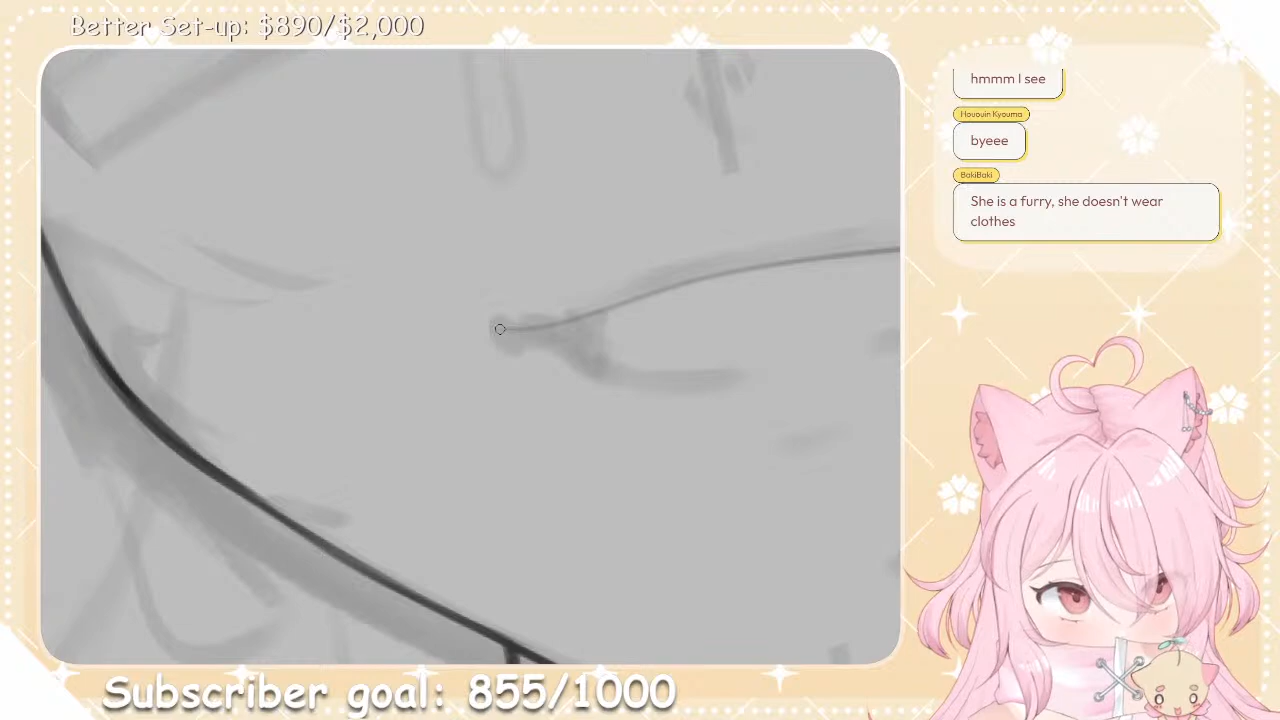 Better Set-up: $890/$2,000
hmmm I see
Hououin Kyouma
byeee
BakiBaki
She is a furry, she doesn't wear
clothes
Subscriber goal: 855/1000